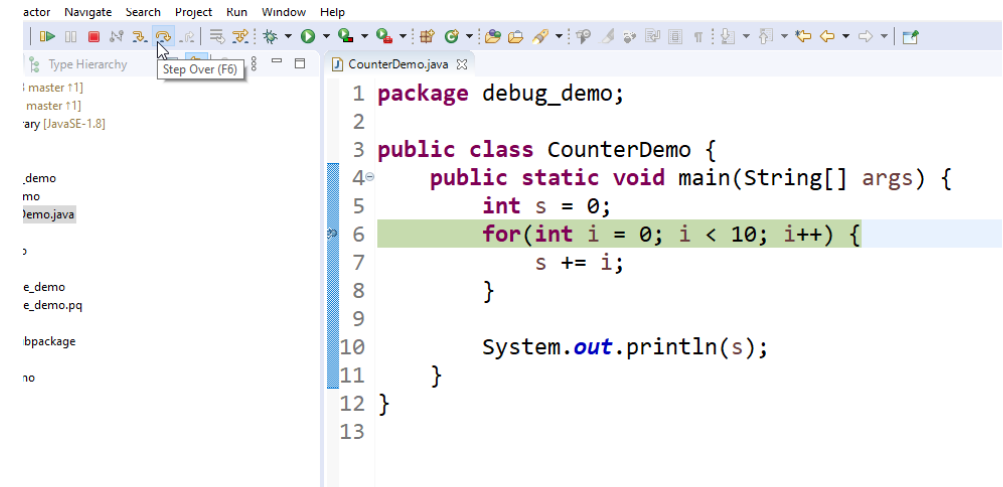 actor Navigate Search Project Run Window Help
Type Hierarchy
Step Over (F6)
CounterDemo.java
master ↑1]
master ↑1]
rary [JavaSE-1.8]
_demo
mo
Demo.java
e_demo
e_demo.pq
bpackage
no
1 package debug_demo;
2
3 public class CounterDemo {
4 public static void main(String[] args) {
5 int s = 0;
6 for(int i = 0; i < 10; i++) {
7 s += i;
8 }
9
10 System.out.println(s);
11 }
12 }
13